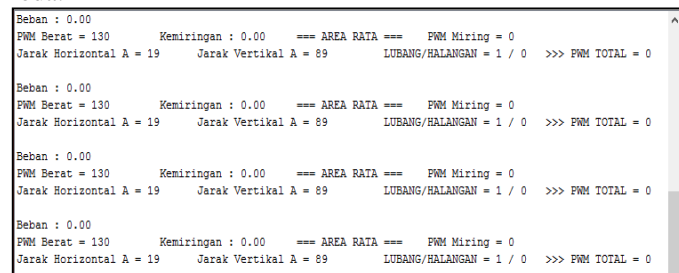 Beban : 0.00
PWM Berat = 130 Kemiringan : 0.00 === AREA RATA === PWM Miring = 0
Jarak Horizontal A = 19 Jarak Vertikal A = 89 LUBANG/HALANGAN = 1 / 0 >>> PWM TOTAL = 0
Beban : 0.00
PWM Berat = 130 Kemiringan : 0.00 === AREA RATA === PWM Miring = 0
Jarak Horizontal A = 19 Jarak Vertikal A = 89 LUBANG/HALANGAN = 1 / 0 >>> PWM TOTAL = 0
Beban : 0.00
PWM Berat = 130 Kemiringan : 0.00 === AREA RATA === PWM Miring = 0
Jarak Horizontal A = 19 Jarak Vertikal A = 89 LUBANG/HALANGAN = 1 / 0 >>> PWM TOTAL = 0
Beban : 0.00
PWM Berat = 130 Kemiringan : 0.00 === AREA RATA === PWM Miring = 0
Jarak Horizontal A = 19 Jarak Vertikal A = 89 LUBANG/HALANGAN = 1 / 0 >>> PWM TOTAL = 0